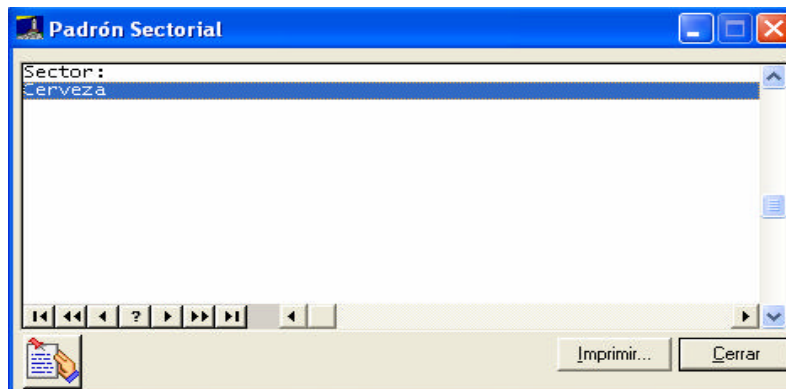 Padrón Sectorial
Sector:
Cerveza
?
Imprimir...
Cerrar